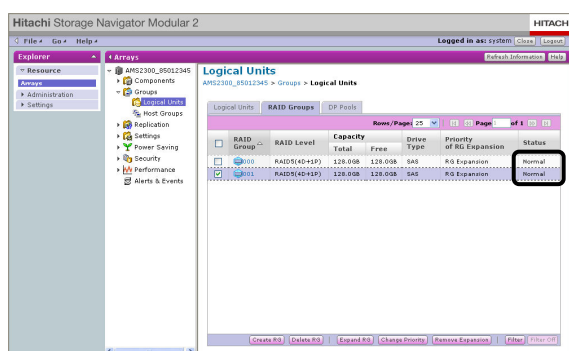 Hitachi Storage Navigator Modular 2
HITACHI
File Go Help
Logged in as: system Close Logout
Explorer
Arrays
Refresh Information Help
Resource
Arrays
Administration
Settings
AMS2300_85012345
Components
Groups
Logical Units
Host Groups
Replication
Settings
Power Saving
Security
Performance
Alerts & Events
Logical Units
AMS2300_85012345 > Groups > Logical Units
Logical Units RAID Groups DP Pools
Rows/Page: 25 Page 1 of 1
RAID Group RAID Level Capacity Total Free Drive Type Priority of RG Expansion Status
000 RAID5(4D+1P) 128.0GB 128.0GB SAS RG Expansion Normal
001 RAID5(4D+1P) 128.0GB 128.0GB SAS RG Expansion Normal
Create RG Delete RG | Expand RG Change Priority Remove Expansion | Filter Filter Off